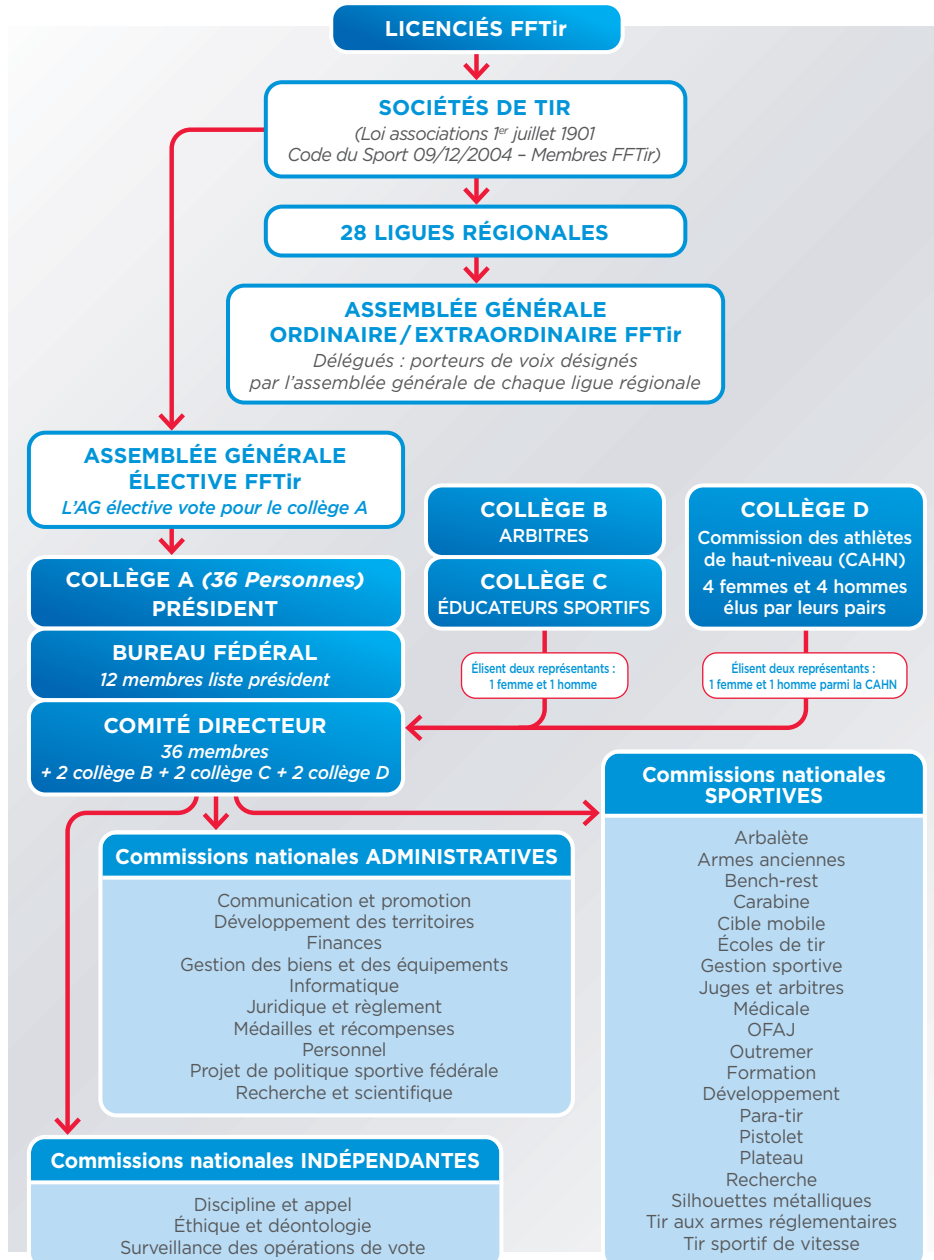 LICENCIÉS FFTir
SOCIÉTÉS DE TIR
(Loi associations 1er juillet 1901
Code du Sport 09/12/2004 – Membres FFTir)
28 LIGUES RÉGIONALES
ASSEMBLÉE GÉNÉRALE
ORDINAIRE/EXTRAORDINAIRE FFTir
Délégués : porteurs de voix désignés
par l’assemblée générale de chaque ligue régionale
ASSEMBLÉE GÉNÉRALE
ÉLECTIVE FFTir
L’AG élective vote pour le collège A
COLLÈGE A (36 Personnes)
PRÉSIDENT
BUREAU FÉDÉRAL
12 membres liste président
COMITÉ DIRECTEUR
36 membres
+ 2 collège B + 2 collège C + 2 collège D
COLLÈGE B
ARBITRES
COLLÈGE C
ÉDUCATEURS SPORTIFS
Élisent deux représentants :
1 femme et 1 homme
COLLÈGE D
Commission des athlètes
de haut-niveau (CAHN)
4 femmes et 4 hommes
élus par leurs pairs
Élisent deux représentants :
1 femme et 1 homme parmi la CAHN
Commissions nationales ADMINISTRATIVES
Communication et promotion
Développement des territoires
Finances
Gestion des biens et des équipements
Informatique
Juridique et règlement
Médailles et récompenses
Personnel
Projet de politique sportive fédérale
Recherche et scientifique
Commissions nationales
SPORTIVES
Arbalète
Armes anciennes
Bench-rest
Carabine
Cible mobile
Écoles de tir
Gestion sportive
Juges et arbitres
Médicale
OFAJ
Outremer
Formation
Développement
Para-tir
Pistolet
Plateau
Recherche
Silhouettes métalliques
Tir aux armes réglementaires
Tir sportif de vitesse
Commissions nationales INDÉPENDANTES
Discipline et appel
Éthique et déontologie
Surveillance des opérations de vote